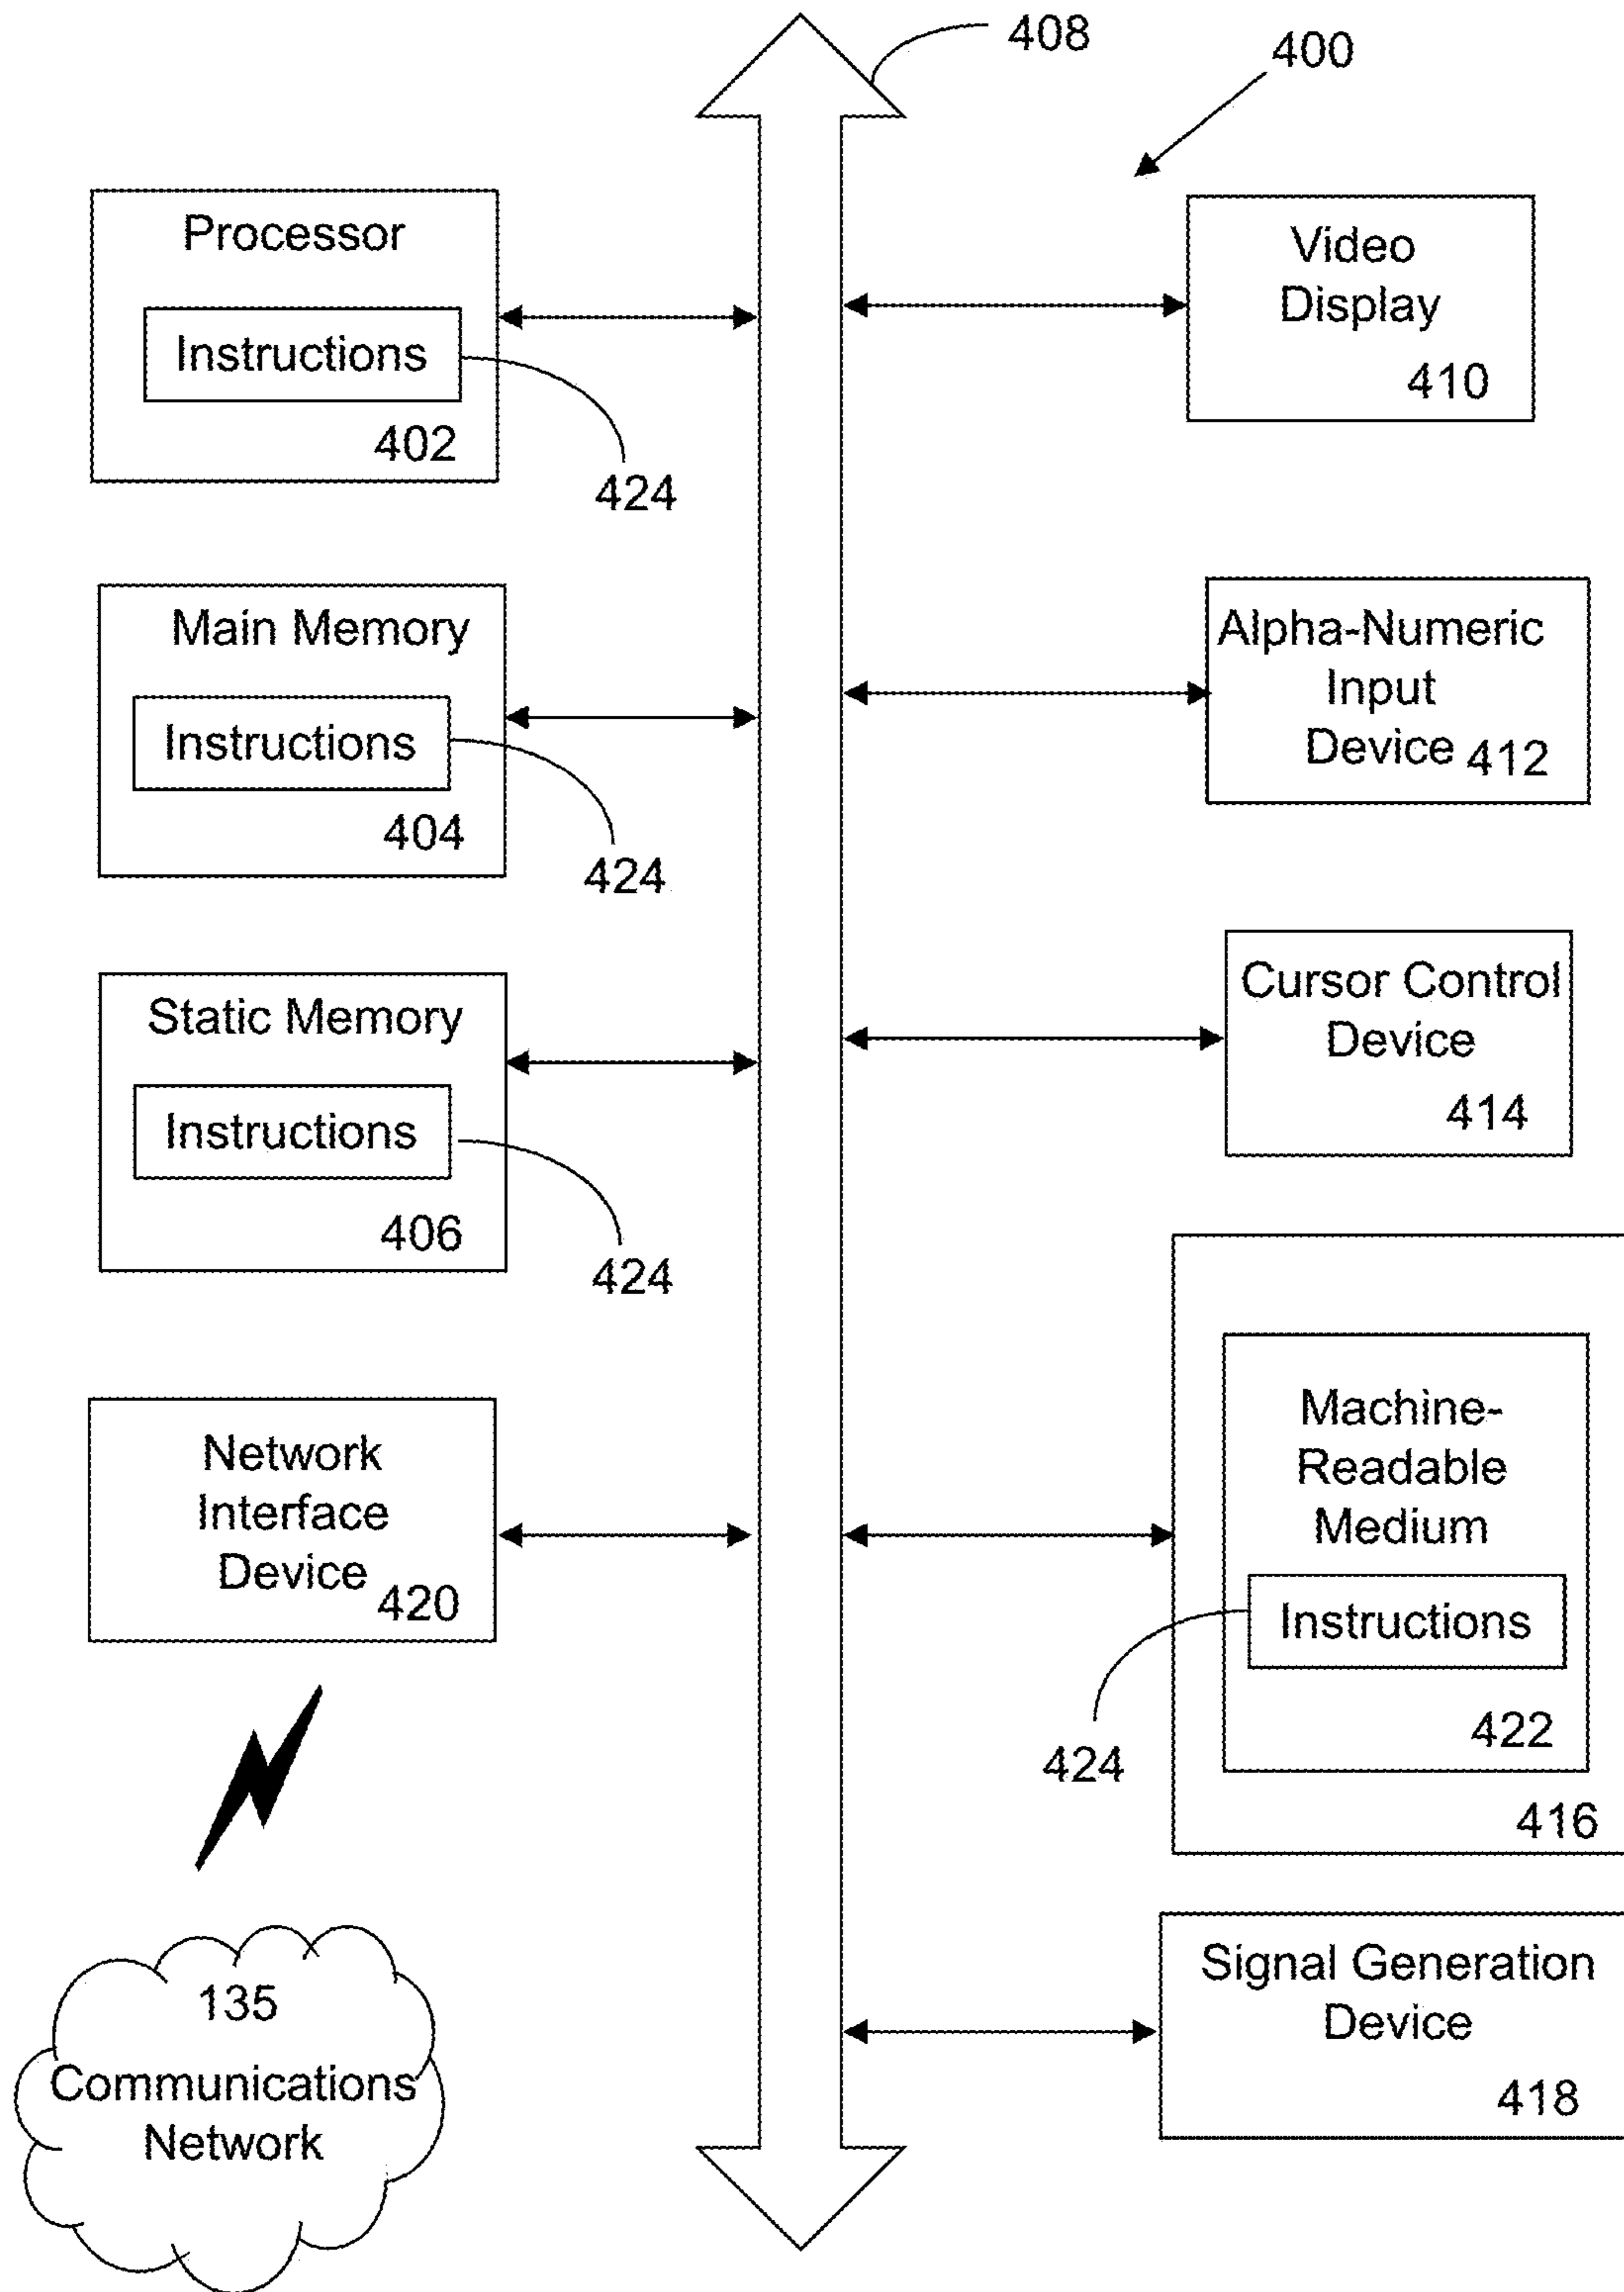 408
400
Processor
Instructions
402
424
Video
Display
410
Main Memory
Instructions
404
424
Alpha-Numeric
Input
Device 412
Static Memory
Instructions
406
424
Cursor Control
Device
414
Network
Interface
Device
420
Machine-
Readable
Medium
Instructions
422
424
416
135
Communications
Network
Signal Generation
Device
418